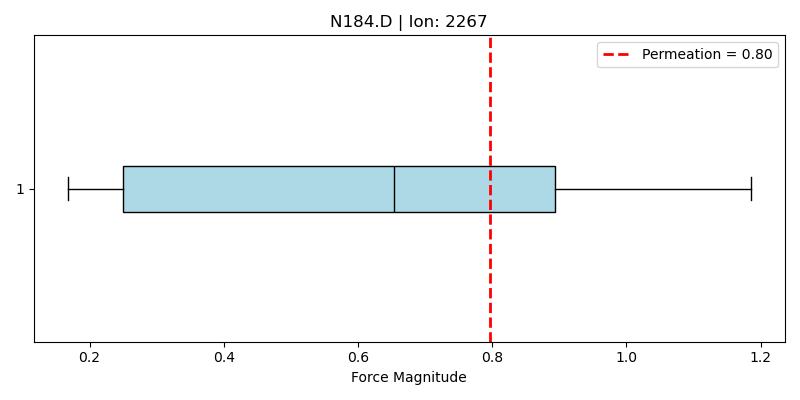 N184.D | Ion: 2267
Permeation = 0.80
1
0.2 0.4 0.6 0.8 1.0 1.2
Force Magnitude